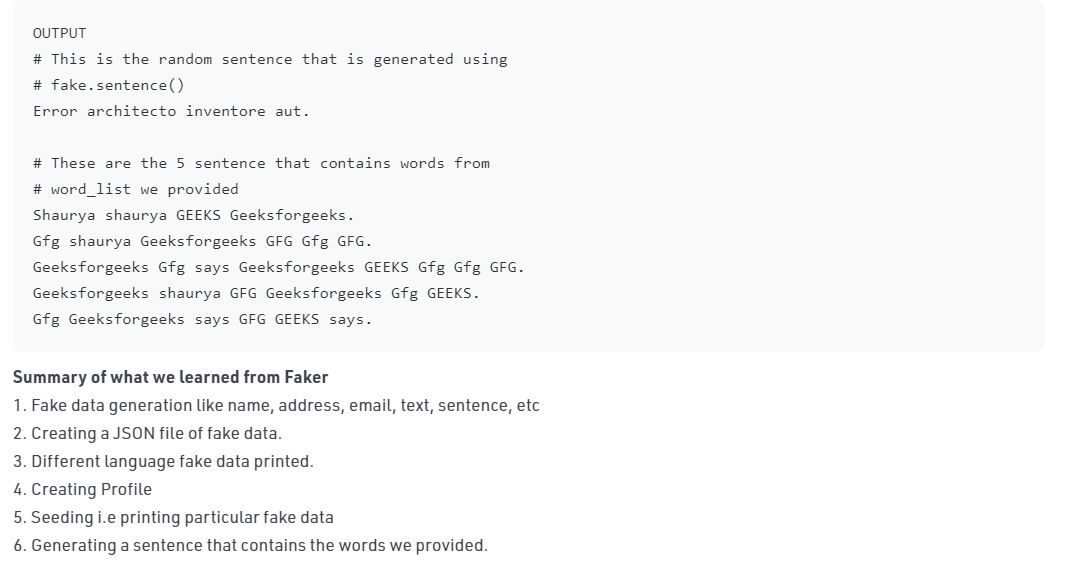 OUTPUT
# This is the random sentence that is generated using
# fake.sentence()
Error architecto inventore aut.
# These are the 5 sentence that contains words from
# word_list we provided
Shaurya shaurya GEEKS Geeksforgeeks.
Gfg shaurya Geeksforgeeks GFG Gfg GFG.
Geeksforgeeks Gfg says Geeksforgeeks GEEKS Gfg Gfg GFG.
Geeksforgeeks shaurya GFG Geeksforgeeks Gfg GEEKS.
Gfg Geeksforgeeks says GFG GEEKS says.
Summary of what we learned from Faker
1. Fake data generation like name, address, email, text, sentence, etc
2. Creating a JSON file of fake data.
3. Different language fake data printed.
4. Creating Profile
5. Seeding i.e printing particular fake data
6. Generating a sentence that contains the words we provided.